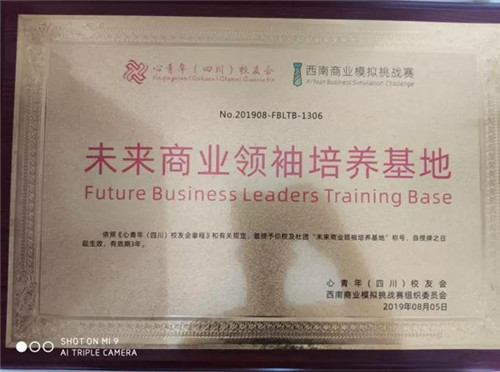 心青年（四川）校友会
西南商业模拟挑战赛
XiNan Business Simulation Challenge
No.201908-FBLTB-1306
未来商业领袖培养基地
Future Business Leaders Training Base
依照《心青年（四川）校友会章程》和有关规定，兹授予你校及社团“未来商业领袖培养基地”称号，自授牌之日
起生效，有效期3年。
心青年（四川）校友会
西南商业模拟挑战赛组织委员会
2019年08月05日
SHOT ON MI 9
AI TRIPLE CAMERA